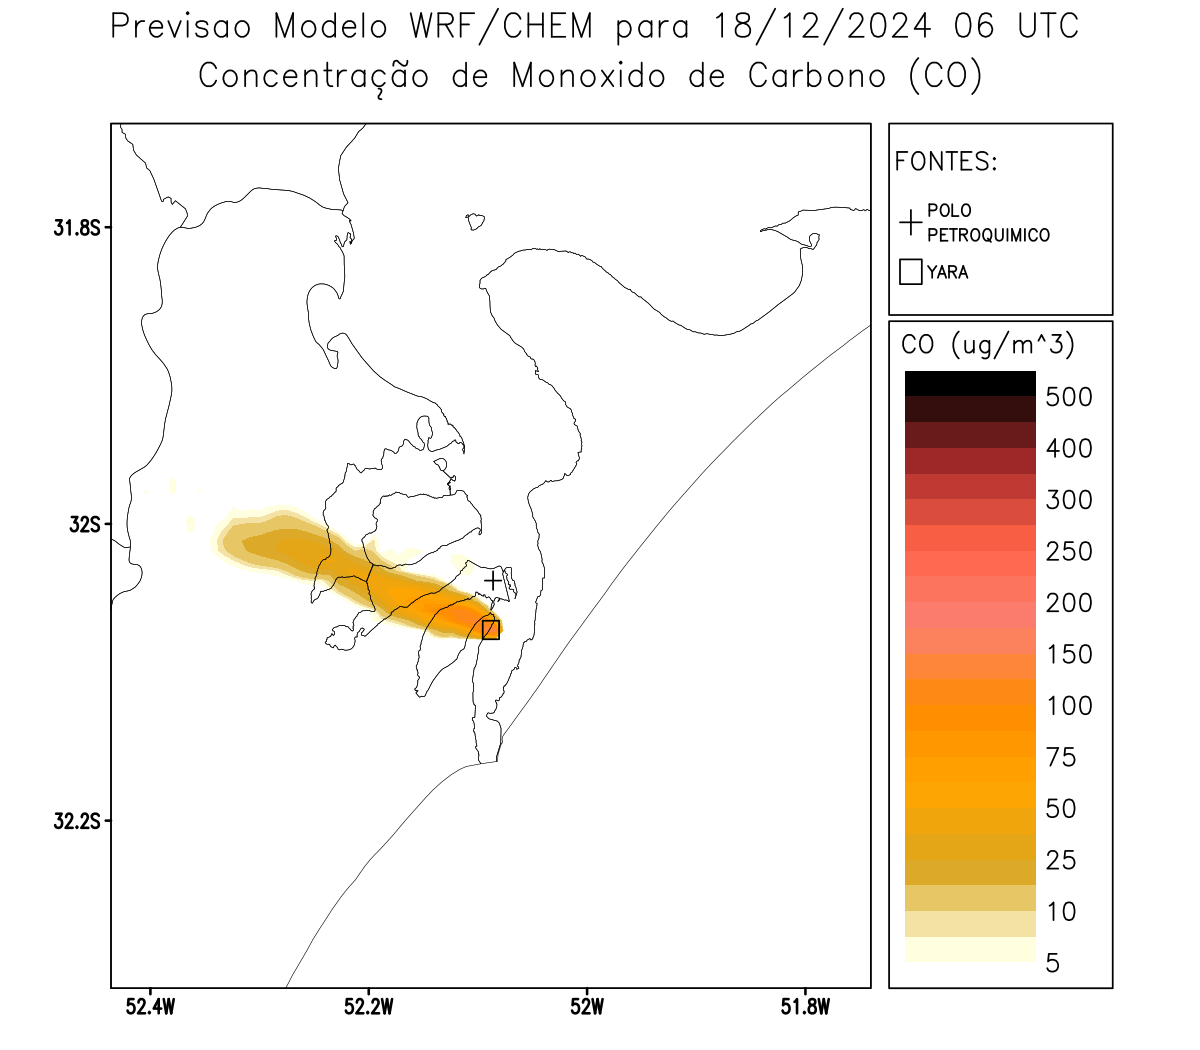 Previsao Modelo WRF/CHEM para 18/12/2024 06 UTC
Concentração de Monoxido de Carbono (CO)
FONTES:
POLO
PETROQUIMICO
YARA
CO (ug/m^3)
500
400
300
250
200
150
100
75
50
25
10
5
31.8S
32S
32.2S
52.4W
52.2W
52W
51.8W